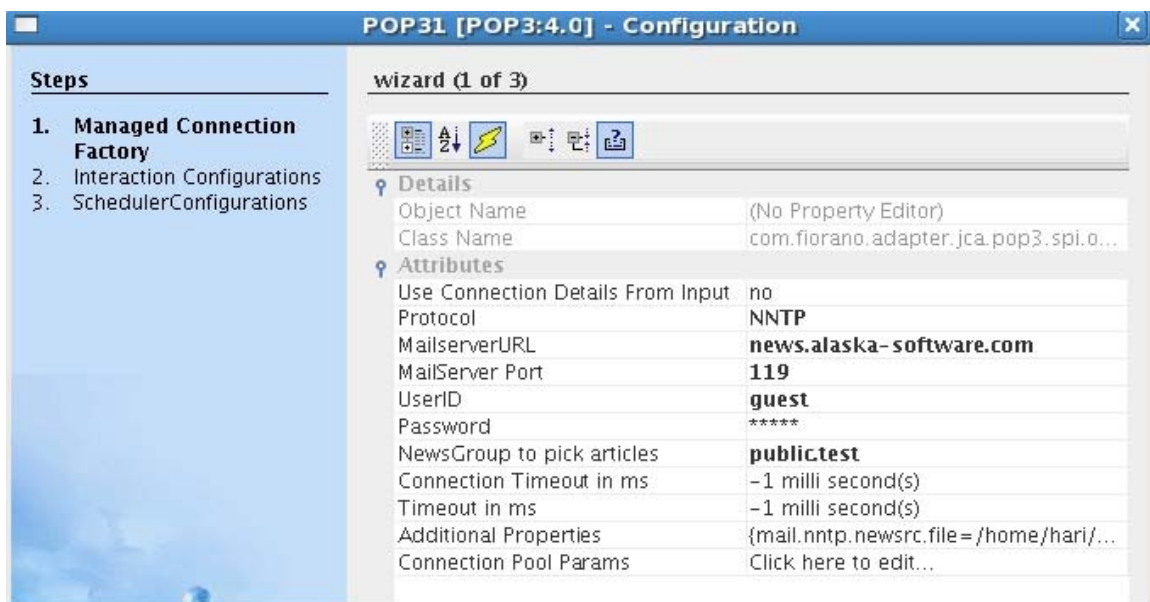 POP31 [POP3:4.0] - Configuration
Steps
1. Managed Connection
Factory
2. Interaction Configurations
3. SchedulerConfigurations
wizard (1 of 3)
Details
Object Name (No Property Editor)
Class Name com.fiorano.adapter.jca.pop3.spi.o...
Attributes
Use Connection Details From Input no
Protocol NNTP
MailserverURL news.alaska-software.com
MailServer Port 119
UserID guest
Password *****
NewsGroup to pick articles public.test
Connection Timeout in ms -1 milli second(s)
Timeout in ms -1 milli second(s)
Additional Properties {mail.nntp.newsrc.file=/home/hari/...
Connection Pool Params Click here to edit...